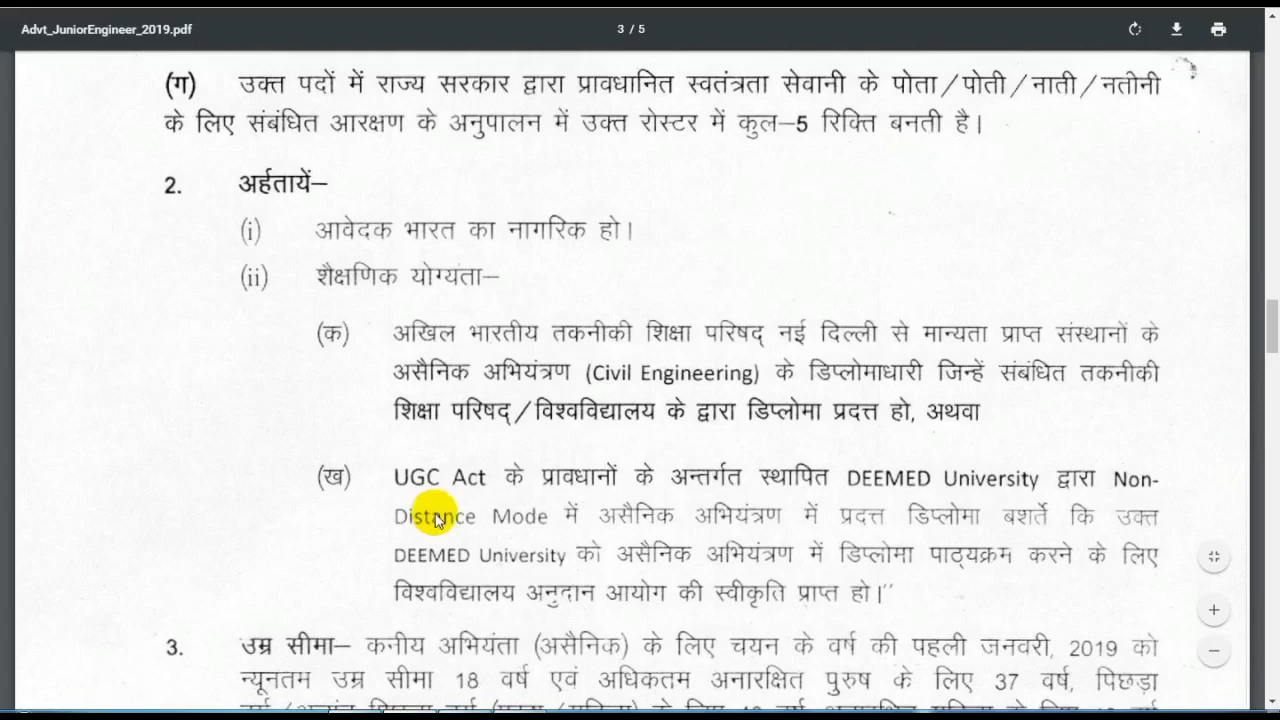 Advt_JuniorEngineer_2019.pdf
3 / 5
(ग) उक्त पदों में राज्य सरकार द्वारा प्रावधानित स्वतंत्रता सेवानी के पोता/पोती/नाती/नतीनी
के लिए संबंधित आरक्षण के अनुपालन में उक्त रोस्टर में कुल–5 रिक्ति बनती है।
2. अर्हतायें–
(i) आवेदक भारत का नागरिक हो।
(ii) शैक्षणिक योग्यता–
(क) अखिल भारतीय तकनीकी शिक्षा परिषद् नई दिल्ली से मान्यता प्राप्त संस्थानों के
असैनिक अभियंत्रण (Civil Engineering) के डिप्लोमाधारी जिन्हें संबंधित तकनीकी
शिक्षा परिषद्/विश्वविद्यालय के द्वारा डिप्लोमा प्रदत्त हो, अथवा
(ख) UGC Act के प्रावधानों के अन्तर्गत स्थापित DEEMED University द्वारा Non-
Distance Mode में असैनिक अभियंत्रण में प्रदत्त डिप्लोमा बशर्ते कि उक्त
DEEMED University को असैनिक अभियंत्रण में डिप्लोमा पाठ्यक्रम करने के लिए
विश्वविद्यालय अनुदान आयोग की स्वीकृति प्राप्त हो।"
3. उम्र सीमा– कनीय अभियंता (असैनिक) के लिए चयन के वर्ष की पहली जनवरी, 2019 को
न्यूनतम उम्र सीमा 18 वर्ष एवं अधिकतम अनारक्षित पुरुष के लिए 37 वर्ष, पिछड़ा